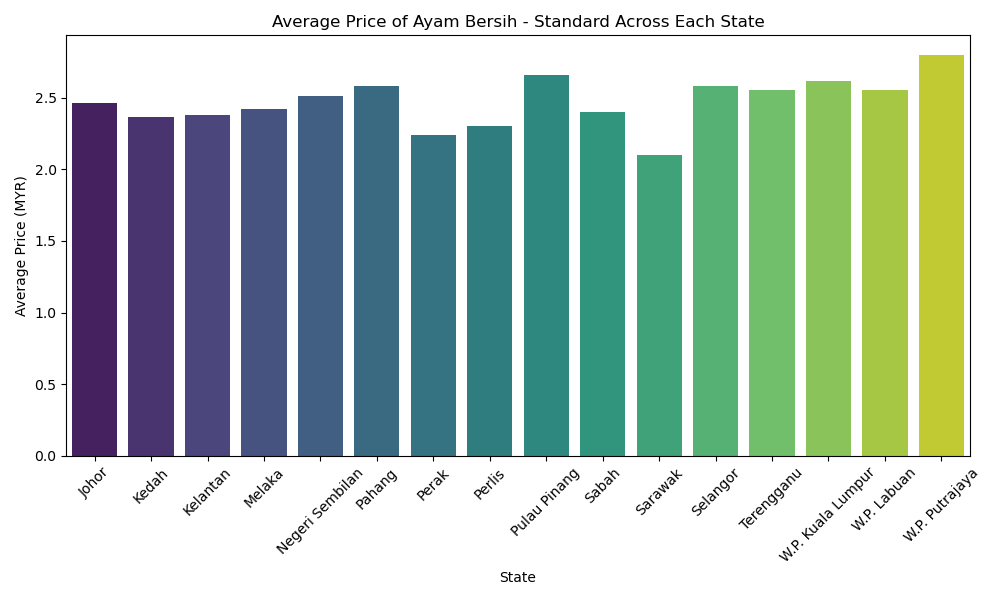 Average Price of Ayam Bersih - Standard Across Each State
Average Price (MYR)
2.5
2.0
1.5
1.0
0.5
0.0
Johor
Kedah
Kelantan
Melaka
Negeri Sembilan
Pahang
Perak
Perlis
Pulau Pinang
Sabah
Sarawak
Selangor
Terengganu
W.P. Kuala Lumpur
W.P. Labuan
W.P. Putrajaya
State